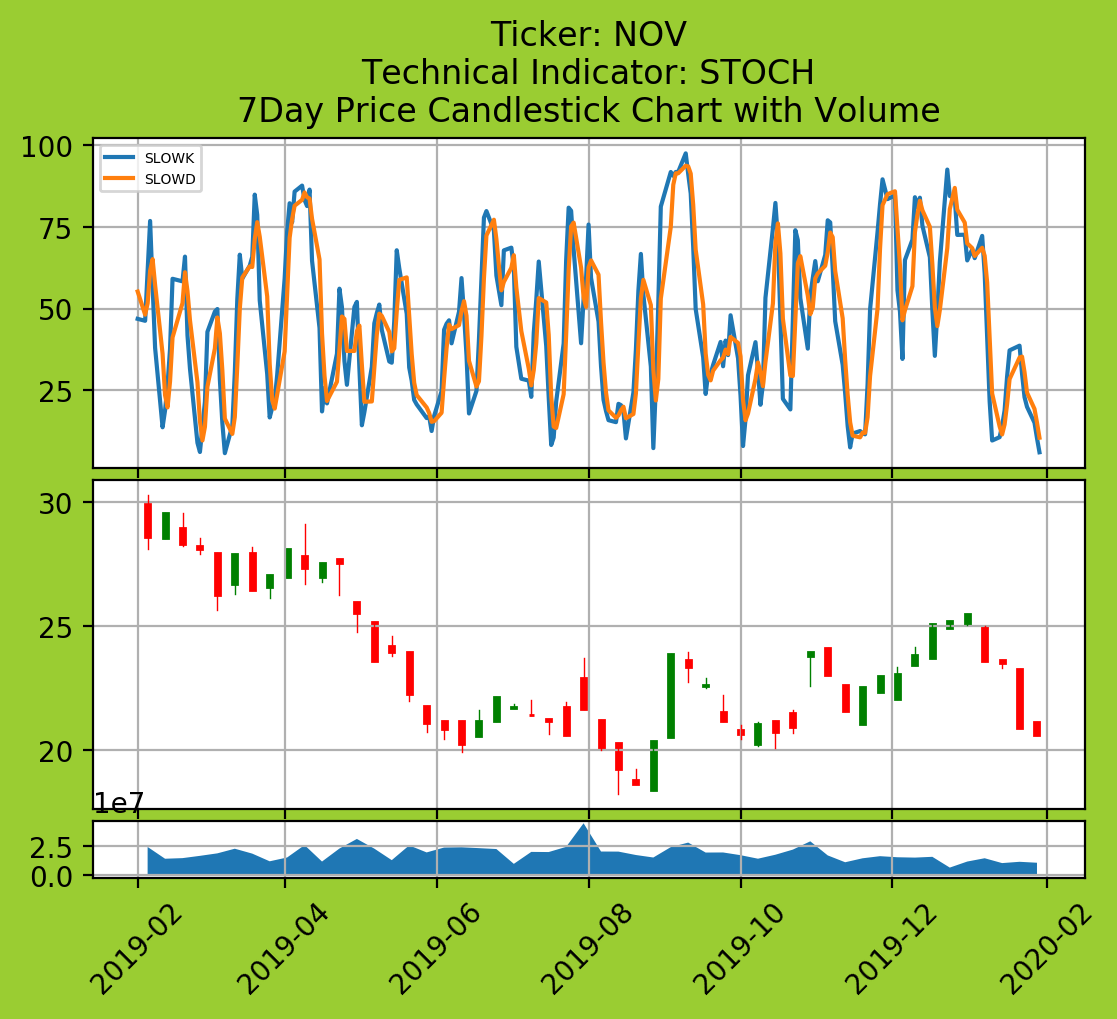 Ticker: NOV
Technical Indicator: STOCH
7Day Price Candlestick Chart with Volume
100
75
50
25
SLOWK
SLOWD
30
25
20
1e7
2.5
0.0
2019-02
2019-04
2019-06
2019-08
2019-10
2019-12
2020-02